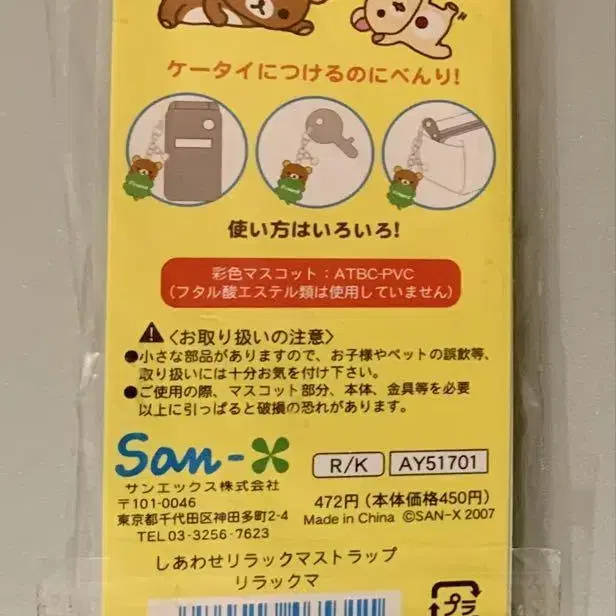 ケータイにつけるのにべんり!
使い方はいろいろ!
彩色マスコット：ATBC-PVC
(フタル酸エステル類は使用していません)
⚠〈お取り扱いの注意〉
●小さな部品がありますので、お子様やペットの誤飲等、
取り扱いには十分お気を付け下さい。
●ご使用の際、マスコット部分、本体、金具等を必要
以上に引っぱると破損の恐れがあります。
San-X
R/K AY51701
サンエックス株式会社
〒101-0046
東京都千代田区神田多町2-4
TEL 03-3256-7623
472円(本体価格450円)
Made in China ©SAN-X 2007
しあわせリラックマストラップ
リラックマ
プラ